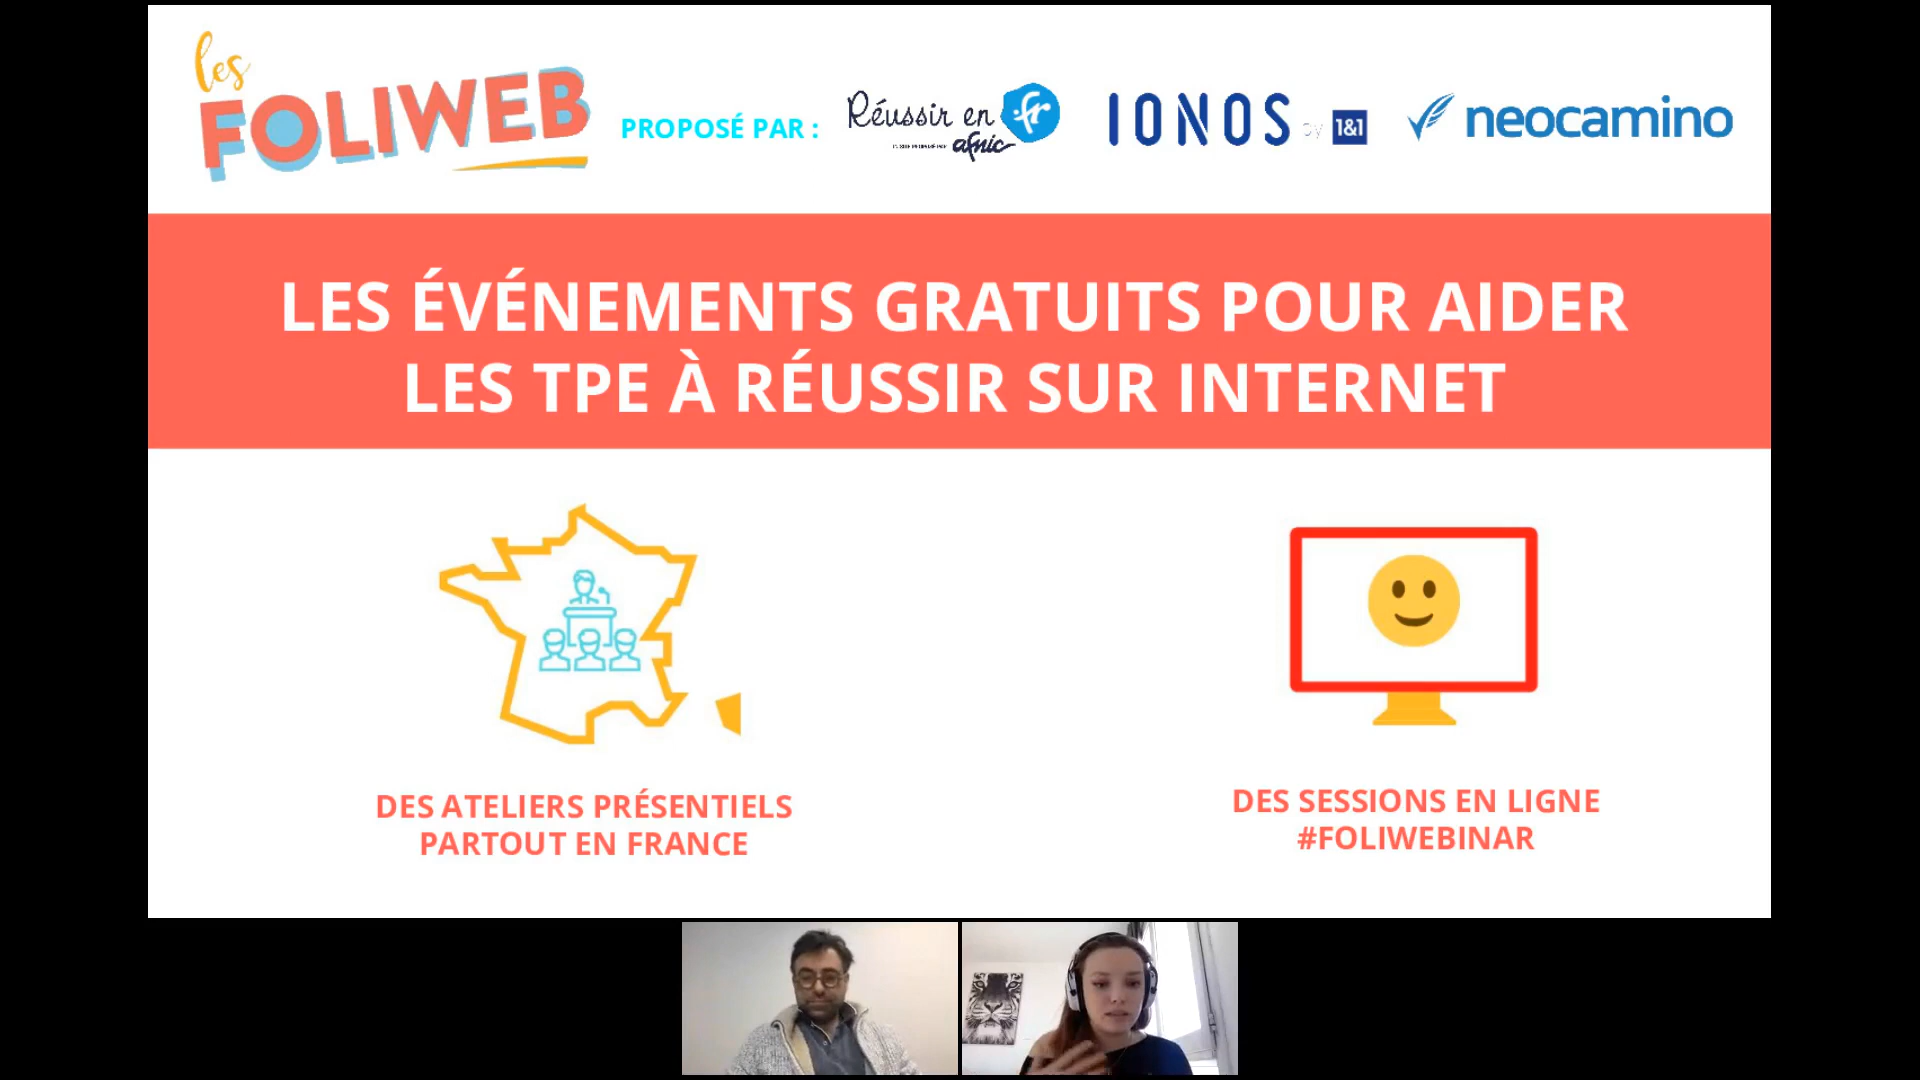 les
FOLIWEB
PROPOSÉ PAR :
Réussir en .fr
afnic
IONOS by 1&1
neocamino
LES ÉVÉNEMENTS GRATUITS POUR AIDER
LES TPE À RÉUSSIR SUR INTERNET
DES ATELIERS PRÉSENTIELS
PARTOUT EN FRANCE
DES SESSIONS EN LIGNE
#FOLIWEBINAR